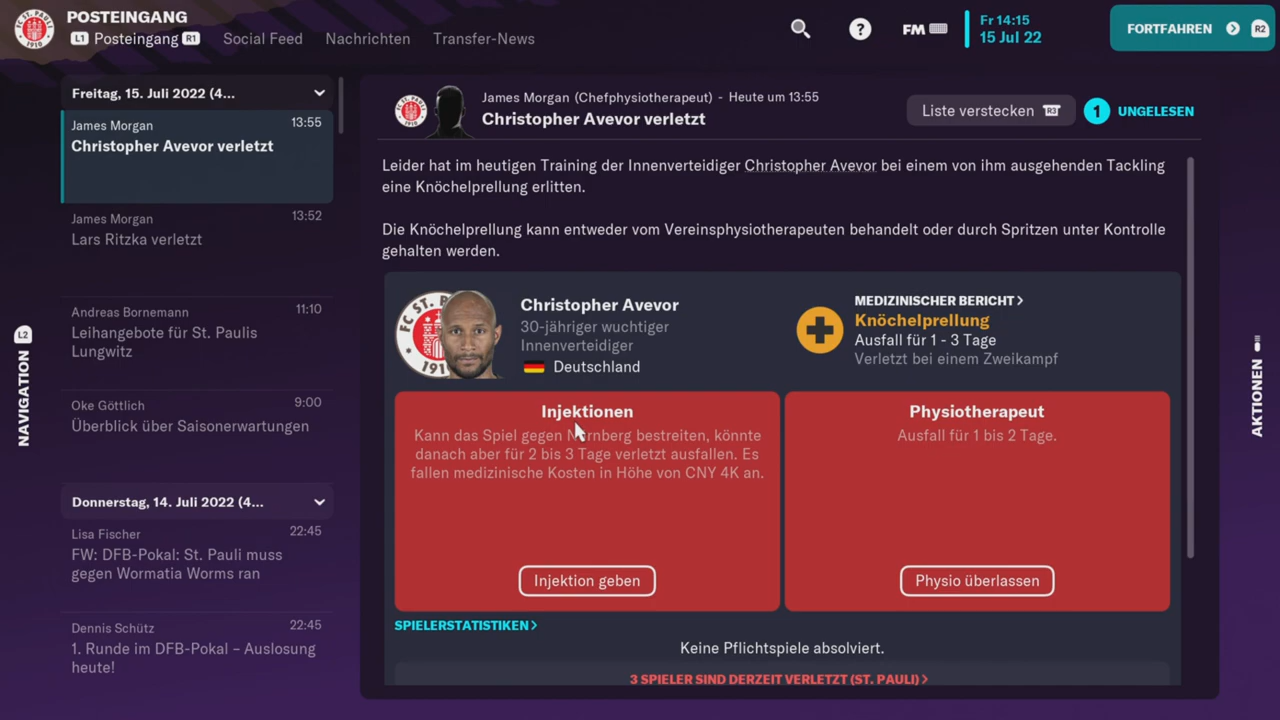 FC ST. PAULI
1910
POSTEINGANG
L1 Posteingang R1
Social Feed
Nachrichten
Transfer-News
?
FM
Fr 14:15
15 Jul 22
FORTFAHREN
R2
Freitag, 15. Juli 2022 (4...
James Morgan
13:55
Christopher Avevor verletzt
James Morgan
13:52
Lars Ritzka verletzt
Andreas Bornemann
11:10
Leihangebote für St. Paulis
Lungwitz
Oke Göttlich
9:00
Überblick über Saisonerwartungen
Donnerstag, 14. Juli 2022 (4...
Lisa Fischer
22:45
FW: DFB-Pokal: St. Pauli muss
gegen Wormatia Worms ran
Dennis Schütz
22:45
1. Runde im DFB-Pokal – Auslosung
heute!
L2
NAVIGATION
James Morgan (Chefphysiotherapeut) - Heute um 13:55
Christopher Avevor verletzt
Liste verstecken R3
1 UNGELESEN
Leider hat im heutigen Training der Innenverteidiger Christopher Avevor bei einem von ihm ausgehenden Tackling
eine Knöchelprellung erlitten.
Die Knöchelprellung kann entweder vom Vereinsphysiotherapeuten behandelt oder durch Spritzen unter Kontrolle
gehalten werden.
Christopher Avevor
30-jähriger wuchtiger
Innenverteidiger
Deutschland
MEDIZINISCHER BERICHT >
Knöchelprellung
Ausfall für 1 - 3 Tage
Verletzt bei einem Zweikampf
Injektionen
Kann das Spiel gegen Nürnberg bestreiten, könnte
danach aber für 2 bis 3 Tage verletzt ausfallen. Es
fallen medizinische Kosten in Höhe von CNY 4K an.
Injektion geben
Physiotherapeut
Ausfall für 1 bis 2 Tage.
Physio überlassen
SPIELERSTATISTIKEN >
Keine Pflichtspiele absolviert.
3 SPIELER SIND DERZEIT VERLETZT (ST. PAULI) >
AKTIONEN